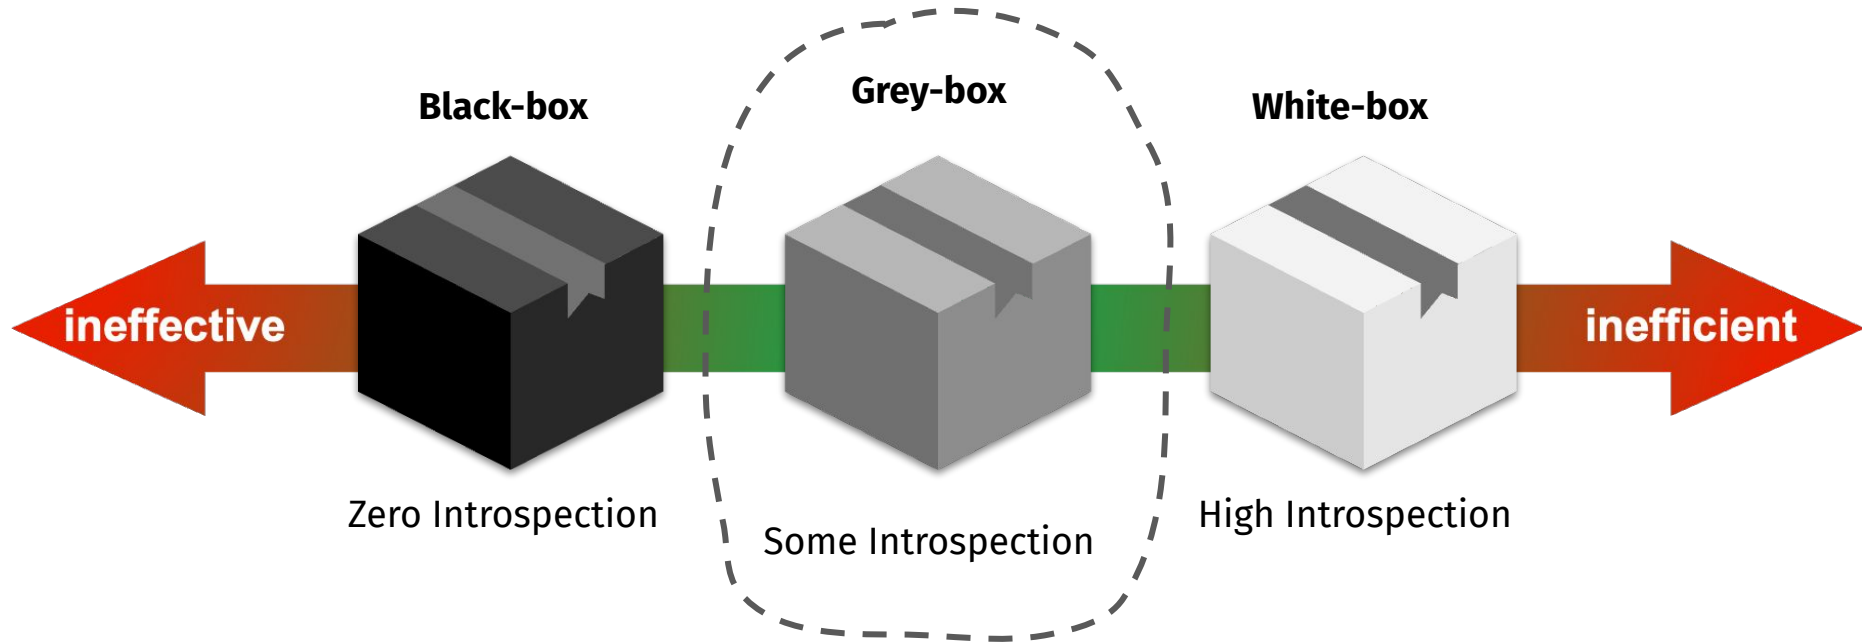 Black-box
Grey-box
White-box
ineffective
inefficient
Zero Introspection
Some Introspection
High Introspection